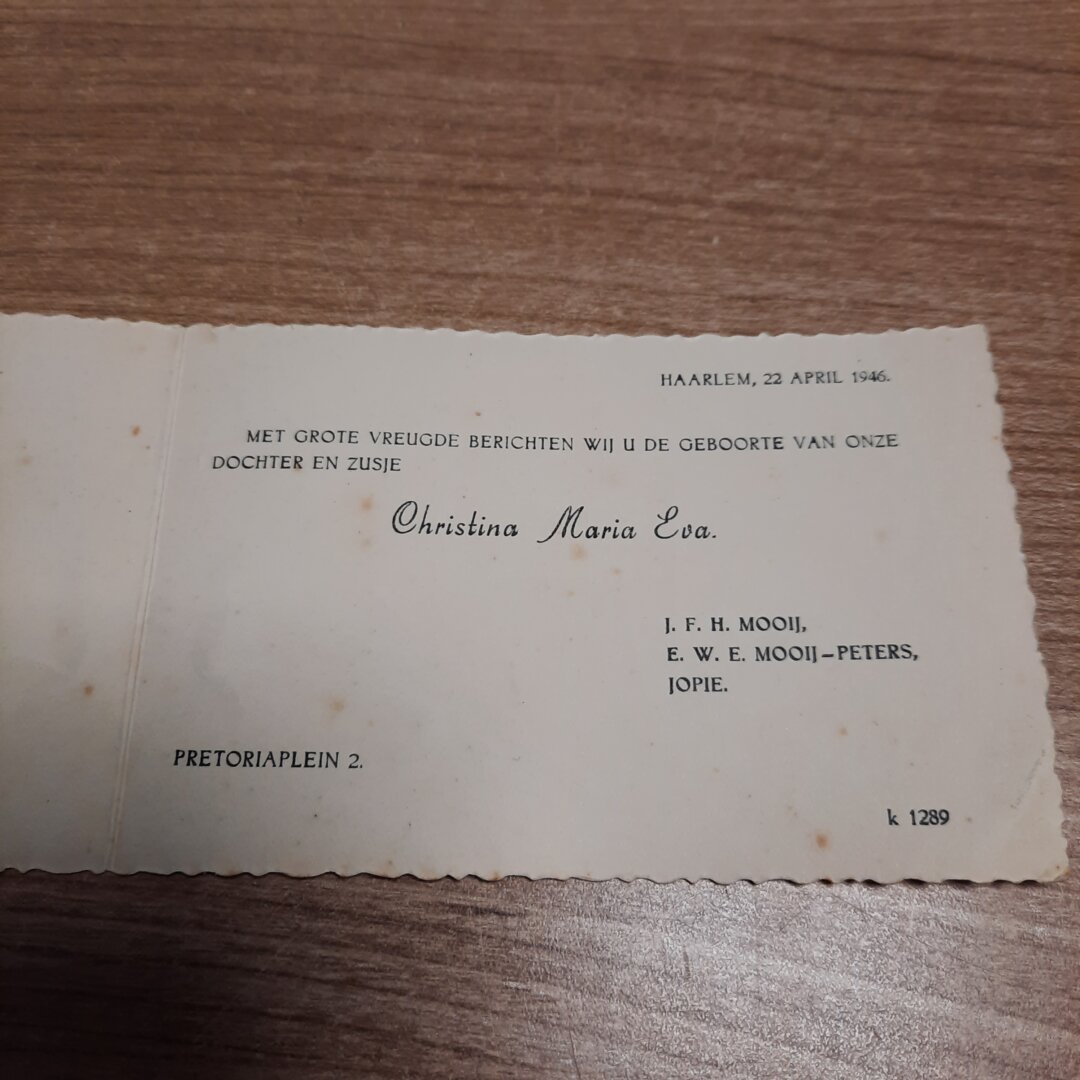 HAARLEM, 22 APRIL 1946.
MET GROTE VREUGDE BERICHTEN WIJ U DE GEBOORTE VAN ONZE
DOCHTER EN ZUSJE
Christina Maria Eva.
J. F. H. MOOIJ,
E. W. E. MOOIJ-PETERS,
JOPIE.
PRETORIAPLEIN 2.
k 1289